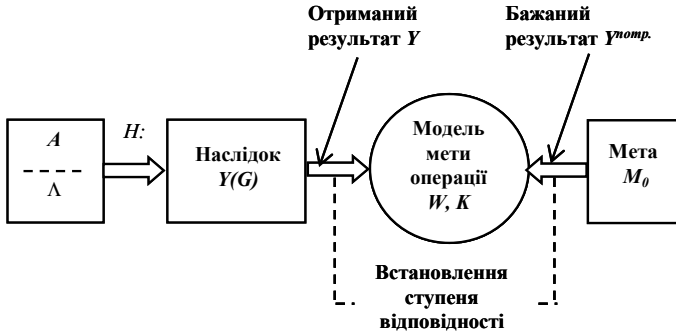 Отриманий
результат Y
Бажаний
результат Yпотр.
A
Λ
H:
Наслідок
Y(G)
Модель
мети
операції
W, K
Мета
M₀
Встановлення
ступеня
відповідності